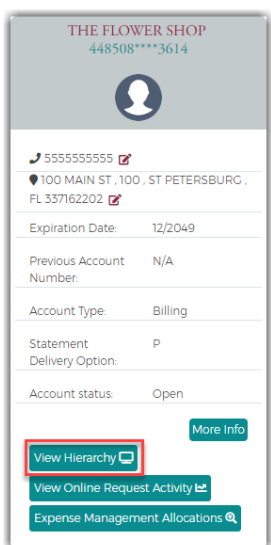 THE FLOWER SHOP
448508****3614
5555555555
100 MAIN ST , 100 , ST PETERSBURG ,
FL 337162202
Expiration Date: 12/2049
Previous Account N/A
Number:
Account Type: Billing
Statement P
Delivery Option:
Account status: Open
More Info
View Hierarchy
View Online Request Activity
Expense Management Allocations